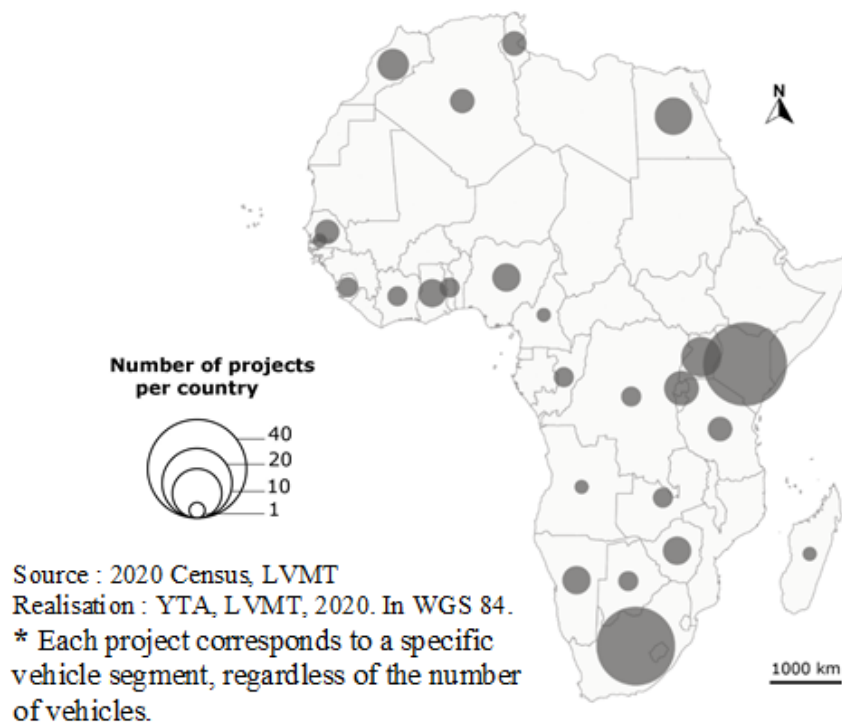 N
Number of projects
per country
40
20
10
1
Source : 2020 Census, LVMT
Realisation : YTA, LVMT, 2020. In WGS 84.
* Each project corresponds to a specific
vehicle segment, regardless of the number
of vehicles.
1000 km